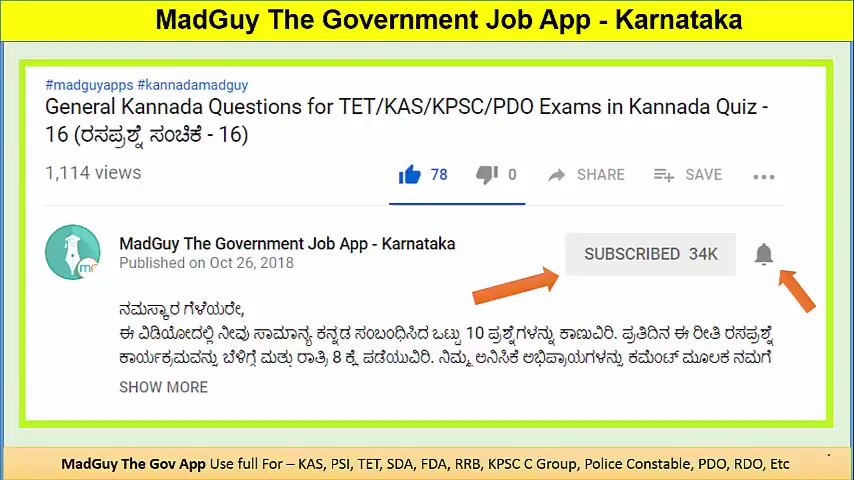 MadGuy The Government Job App - Karnataka
#madguyapps #kannadamadguy
General Kannada Questions for TET/KAS/KPSC/PDO Exams in Kannada Quiz -
16 (ರಸಪ್ರಶ್ನೆ ಸಂಚಿಕೆ - 16)
1,114 views 78 0 SHARE SAVE
MadGuy The Government Job App - Karnataka
SUBSCRIBED 34K
Published on Oct 26, 2018
ನಮಸ್ಕಾರ ಗೆಳೆಯರೇ,
ಈ ವಿಡಿಯೋದಲ್ಲಿ ನೀವು ಸಾಮಾನ್ಯ ಕನ್ನಡ ಸಂಬಂಧಿಸಿದ ಒಟ್ಟು 10 ಪ್ರಶ್ನೆಗಳನ್ನು ಕಾಣುವಿರಿ. ಪ್ರತಿದಿನ ಈ ರೀತಿ ರಸಪ್ರಶ್ನೆ
ಕಾರ್ಯಕ್ರಮವನ್ನು ಬೆಳಿಗ್ಗೆ ಮತ್ತು ರಾತ್ರಿ 8 ಕ್ಕೆ ಪಡೆಯುವಿರಿ. ನಿಮ್ಮ ಅನಿಸಿಕೆ ಅಭಿಪ್ರಾಯಗಳನ್ನು ಕಮೆಂಟ್ ಮೂಲಕ ನಮಗೆ
SHOW MORE
MadGuy The Gov App Use full For – KAS, PSI, TET, SDA, FDA, RRB, KPSC C Group, Police Constable, PDO, RDO, Etc